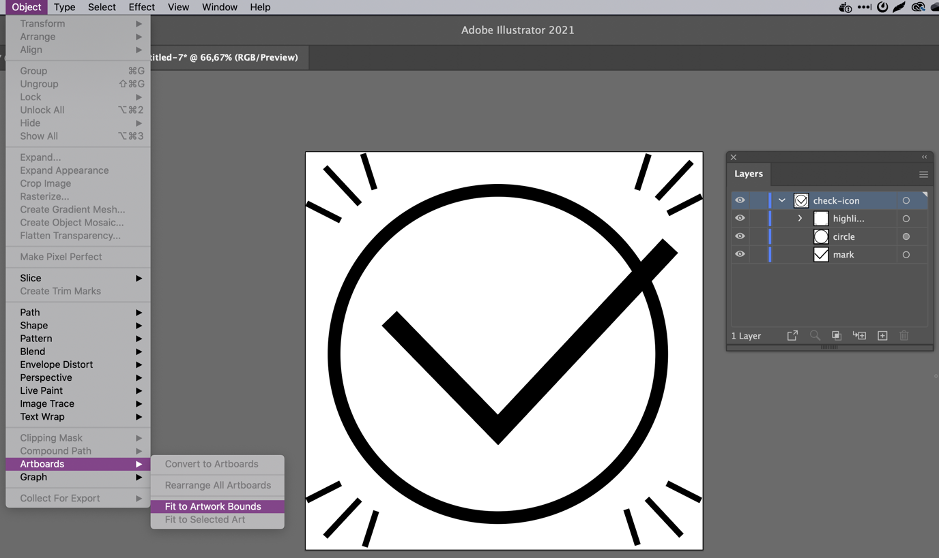 Object Type Select Effect View Window Help
Adobe Illustrator 2021
titled-7* @ 66,67% (RGB/Preview)
Transform
Arrange
Align
Group ⌘G
Ungroup ⇧⌘G
Lock
Unlock All ⌥⌘2
Hide
Show All ⌥⌘3
Expand...
Expand Appearance
Crop Image
Rasterize...
Create Gradient Mesh...
Create Object Mosaic...
Flatten Transparency...
Make Pixel Perfect
Slice
Create Trim Marks
Path
Shape
Pattern
Blend
Envelope Distort
Perspective
Live Paint
Image Trace
Text Wrap
Clipping Mask
Compound Path
Artboards
Graph
Collect For Export
Convert to Artboards
Rearrange All Artboards
Fit to Artwork Bounds
Fit to Selected Art
Layers
check-icon
highli...
circle
mark
1 Layer